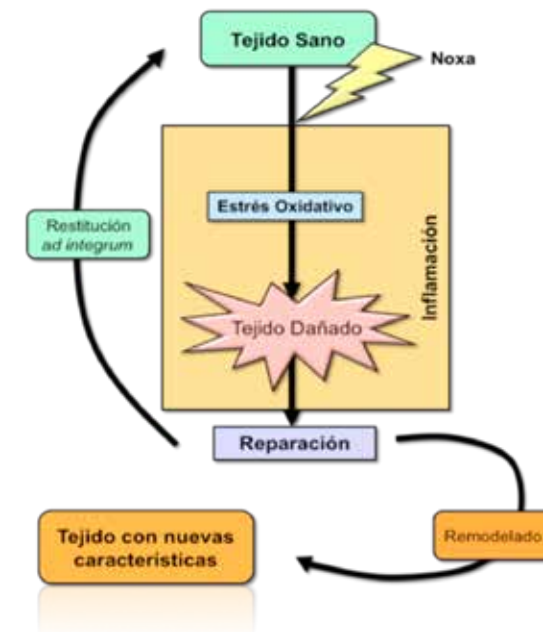 Tejido Sano
Noxa
Estrés Oxidativo
Restitución
ad integrum
Inflamación
Tejido Dañado
Reparación
Tejido con nuevas
características
Remodelado